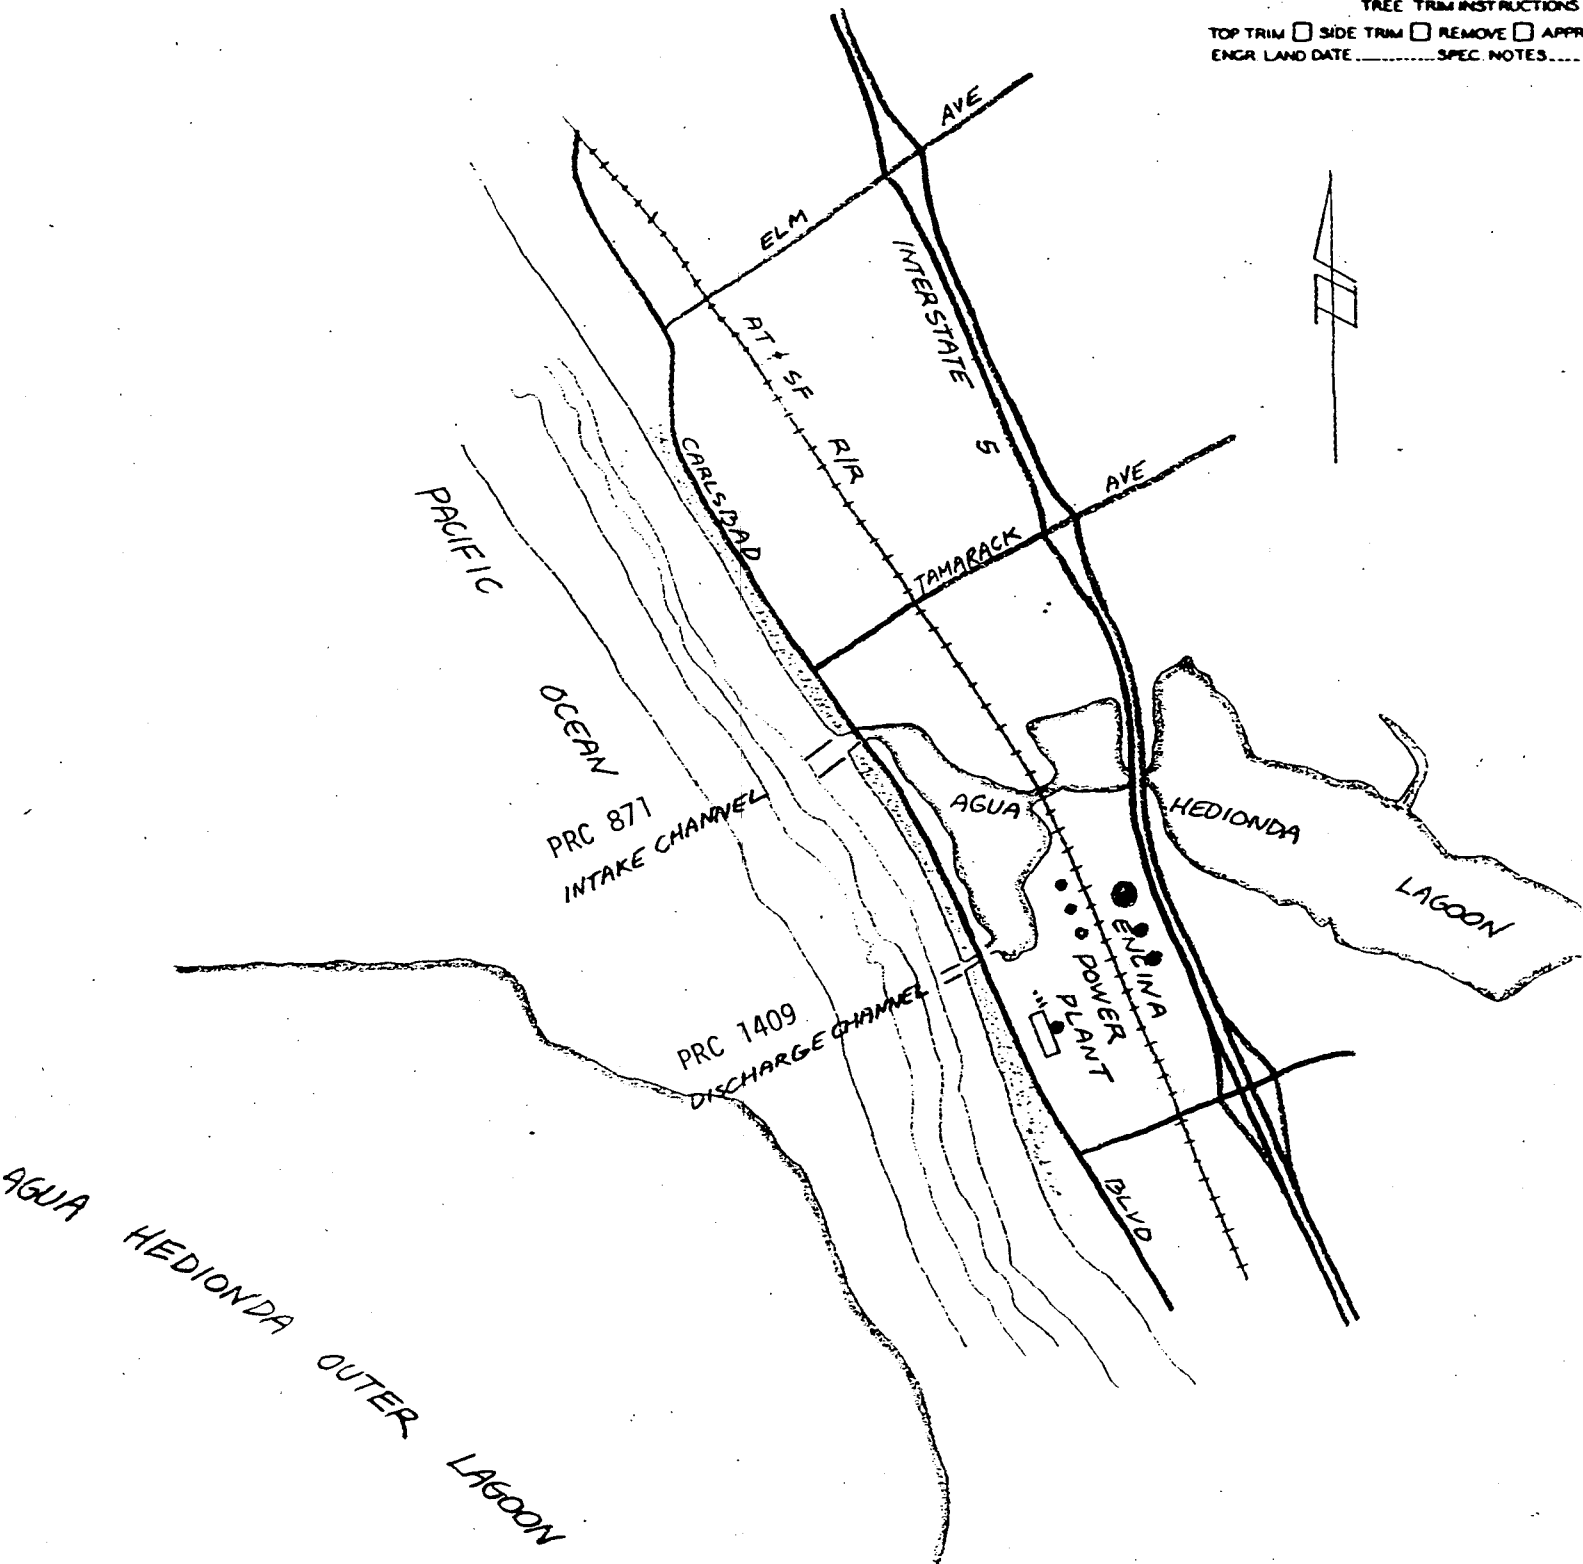 TREE TRIM INSTRUCTIONS
TOP TRIM □ SIDE TRIM □ REMOVE □ APPR
ENGR LAND DATE ........... SPEC. NOTES ....
ELM AVE
INTERSTATE 5
AT & SF R/R
CARLSBAD BLVD
TAMARACK AVE
PACIFIC OCEAN
PRC 871
INTAKE CHANNEL
AGUA HEDIONDA LAGOON
ENCINA
POWER
PLANT
PRC 1409
DISCHARGE CHANNEL
AGUA HEDIONDA OUTER LAGOON